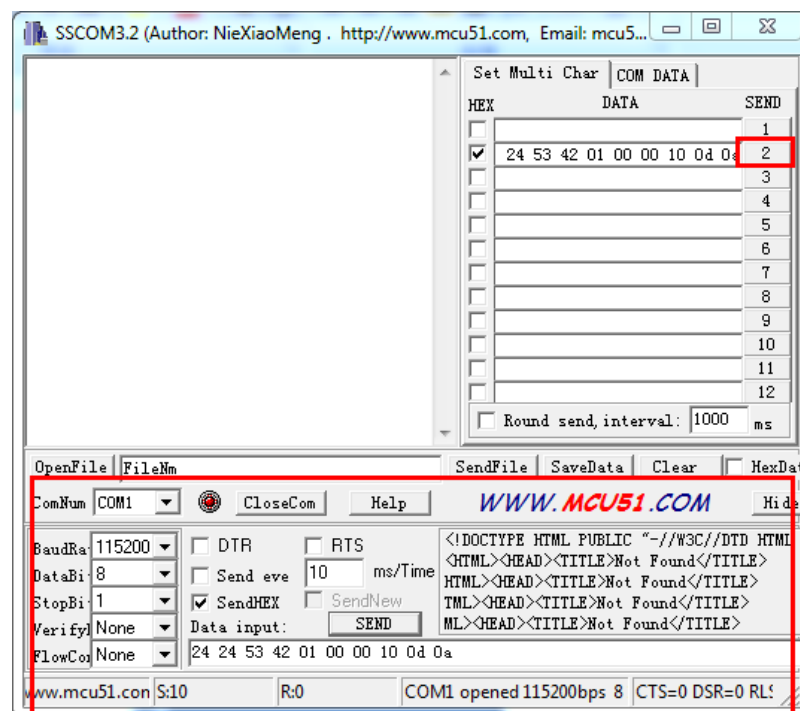 SSCOM3.2 (Author: NieXiaoMeng . http://www.mcu51.com, Email: mcu5...
Set Multi Char COM DATA
HEX DATA SEND
1
24 53 42 01 00 00 10 0d 0a 2
3
4
5
6
7
8
9
10
11
12
Round send,interval: 1000 ms
OpenFile FileNm SendFile SaveData Clear HexDat
ComNum COM1 CloseCom Help WWW.MCU51.COM Hide
BaudRa 115200 DTR RTS
DataBi 8 Send eve 10 ms/Time
StopBi 1 SendHEX SendNew
VerifyB None Data input: SEND
<!DOCTYPE HTML PUBLIC "-//W3C//DTD HTML
<HTML><HEAD><TITLE>Not Found</TITLE>
HTML><HEAD><TITLE>Not Found</TITLE>
TML><HEAD><TITLE>Not Found</TITLE>
ML><HEAD><TITLE>Not Found</TITLE>
FlowCon None 24 24 53 42 01 00 00 10 0d 0a
www.mcu51.con S:10 R:0 COM1 opened 115200bps 8 CTS=0 DSR=0 RLS